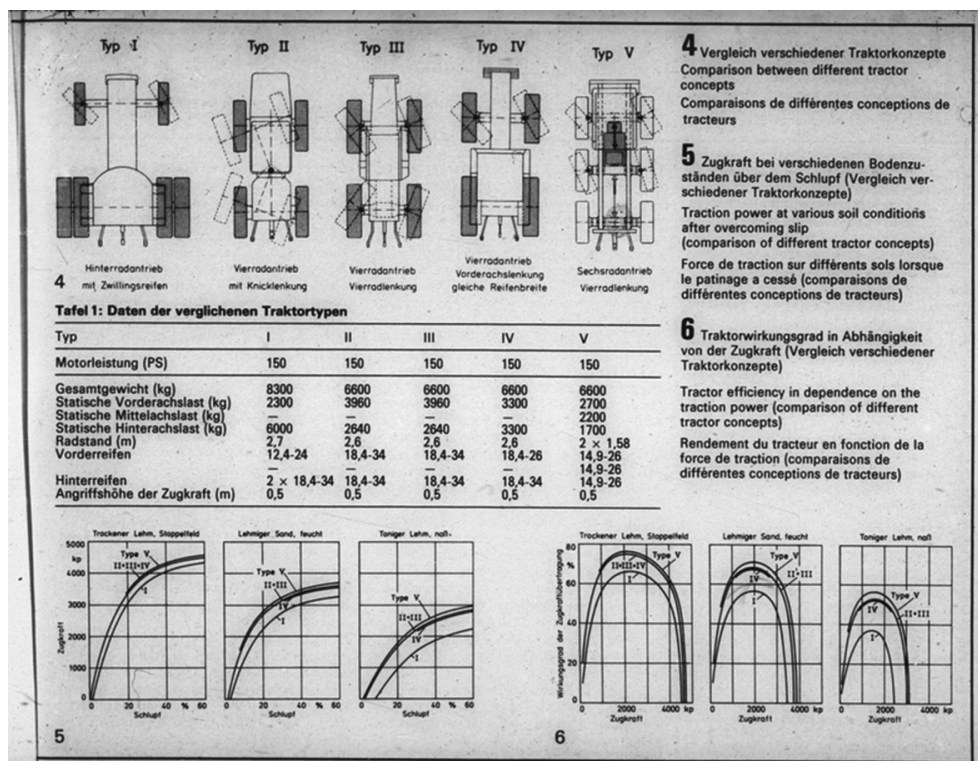 Typ I Typ II Typ III Typ IV Typ V
Hinterradantrieb
mit Zwillingsreifen
Vierradantrieb
mit Knicklenkung
Vierradantrieb
Vierradlenkung
Vierradantrieb
Vorderachslenkung
gleiche Reifenbreite
Sechsradantrieb
Vierradlenkung
4
Tafel 1: Daten der verglichenen Traktortypen
Typ I II III IV V
Motorleistung (PS) 150 150 150 150 150
Gesamtgewicht (kg) 8300 6600 6600 6600 6600
Statische Vorderachslast (kg) 2300 3960 3960 3300 2700
Statische Mittelachslast (kg) — — — — 2200
Statische Hinterachslast (kg) 6000 2640 2640 3300 1700
Radstand (m) 2,7 2,6 2,6 2,6 2 × 1,58
Vorderreifen 12,4-24 18,4-34 18,4-34 18,4-26 14,9-26
— — — — 14,9-26
Hinterreifen 2 × 18,4-34 18,4-34 18,4-34 18,4-34 14,9-26
Angriffshöhe der Zugkraft (m) 0,5 0,5 0,5 0,5 0,5
4 Vergleich verschiedener Traktorkonzepte
Comparison between different tractor
concepts
Comparaisons de différentes conceptions de
tracteurs
5 Zugkraft bei verschiedenen Bodenzu-
ständen über dem Schlupf (Vergleich ver-
schiedener Traktorkonzepte)
Traction power at various soil conditions
after overcoming slip
(comparison of different tractor concepts)
Force de traction sur différents sols lorsque
le patinage a cessé (comparaisons de
différentes conceptions de tracteurs)
6 Traktorwirkungsgrad in Abhängigkeit
von der Zugkraft (Vergleich verschiedener
Traktorkonzepte)
Tractor efficiency in dependence on the
traction power (comparison of different
tractor concepts)
Rendement du tracteur en fonction de la
force de traction (comparaisons de
différentes conceptions de tracteurs)
Trockener Lehm, Stoppelfeld
5000
kp
4000
3000
2000
1000
0
Zugkraft
Type V
II+III+IV
I
0 20 40 % 60
Schlupf
Lehmiger Sand, feucht
Type V
II+III
IV
I
0 20 40 % 60
Schlupf
Toniger Lehm, naß
Type V
II+III
IV
I
0 20 40 % 60
Schlupf
5
Trockener Lehm, Stoppelfeld
Wirkungsgrad der Zugkraftübertragung
80
%
60
40
20
0
Type V
II+III+IV
I
0 2000 4000 kp
Zugkraft
Lehmiger Sand, feucht
Type V
II+III
IV
I
0 2000 4000 kp
Zugkraft
Toniger Lehm, naß
Type V
II+III
IV
I
0 2000 4000 kp
Zugkraft
6